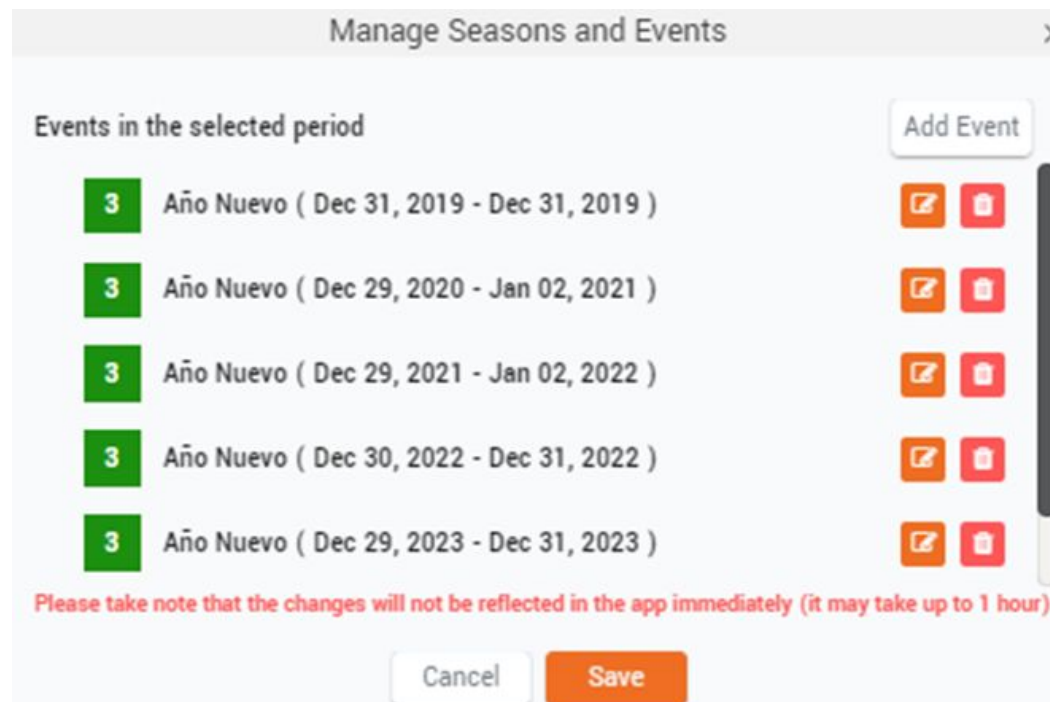 Manage Seasons and Events
Events in the selected period
Add Event
3 Año Nuevo ( Dec 31, 2019 - Dec 31, 2019 )
3 Año Nuevo ( Dec 29, 2020 - Jan 02, 2021 )
3 Año Nuevo ( Dec 29, 2021 - Jan 02, 2022 )
3 Año Nuevo ( Dec 30, 2022 - Dec 31, 2022 )
3 Año Nuevo ( Dec 29, 2023 - Dec 31, 2023 )
Please take note that the changes will not be reflected in the app immediately (it may take up to 1 hour)
Cancel Save